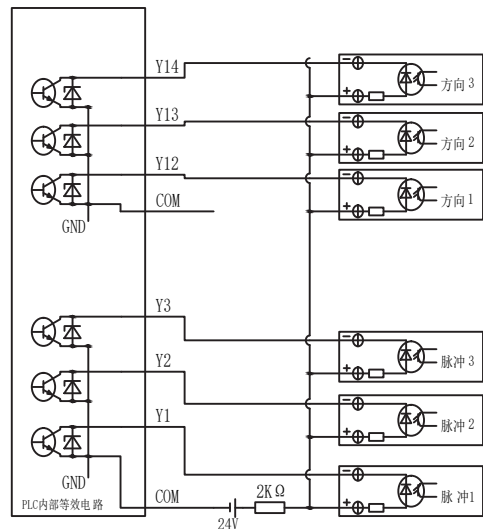 Y14
− 方向 3
+
Y13
− 方向 2
+
Y12
− 方向 1
COM
+
GND
Y3
− 脉冲 3
+
Y2
− 脉冲 2
+
Y1
− 脉 冲1
GND
+
PLC内部等效电 路
COM
2KΩ
24V